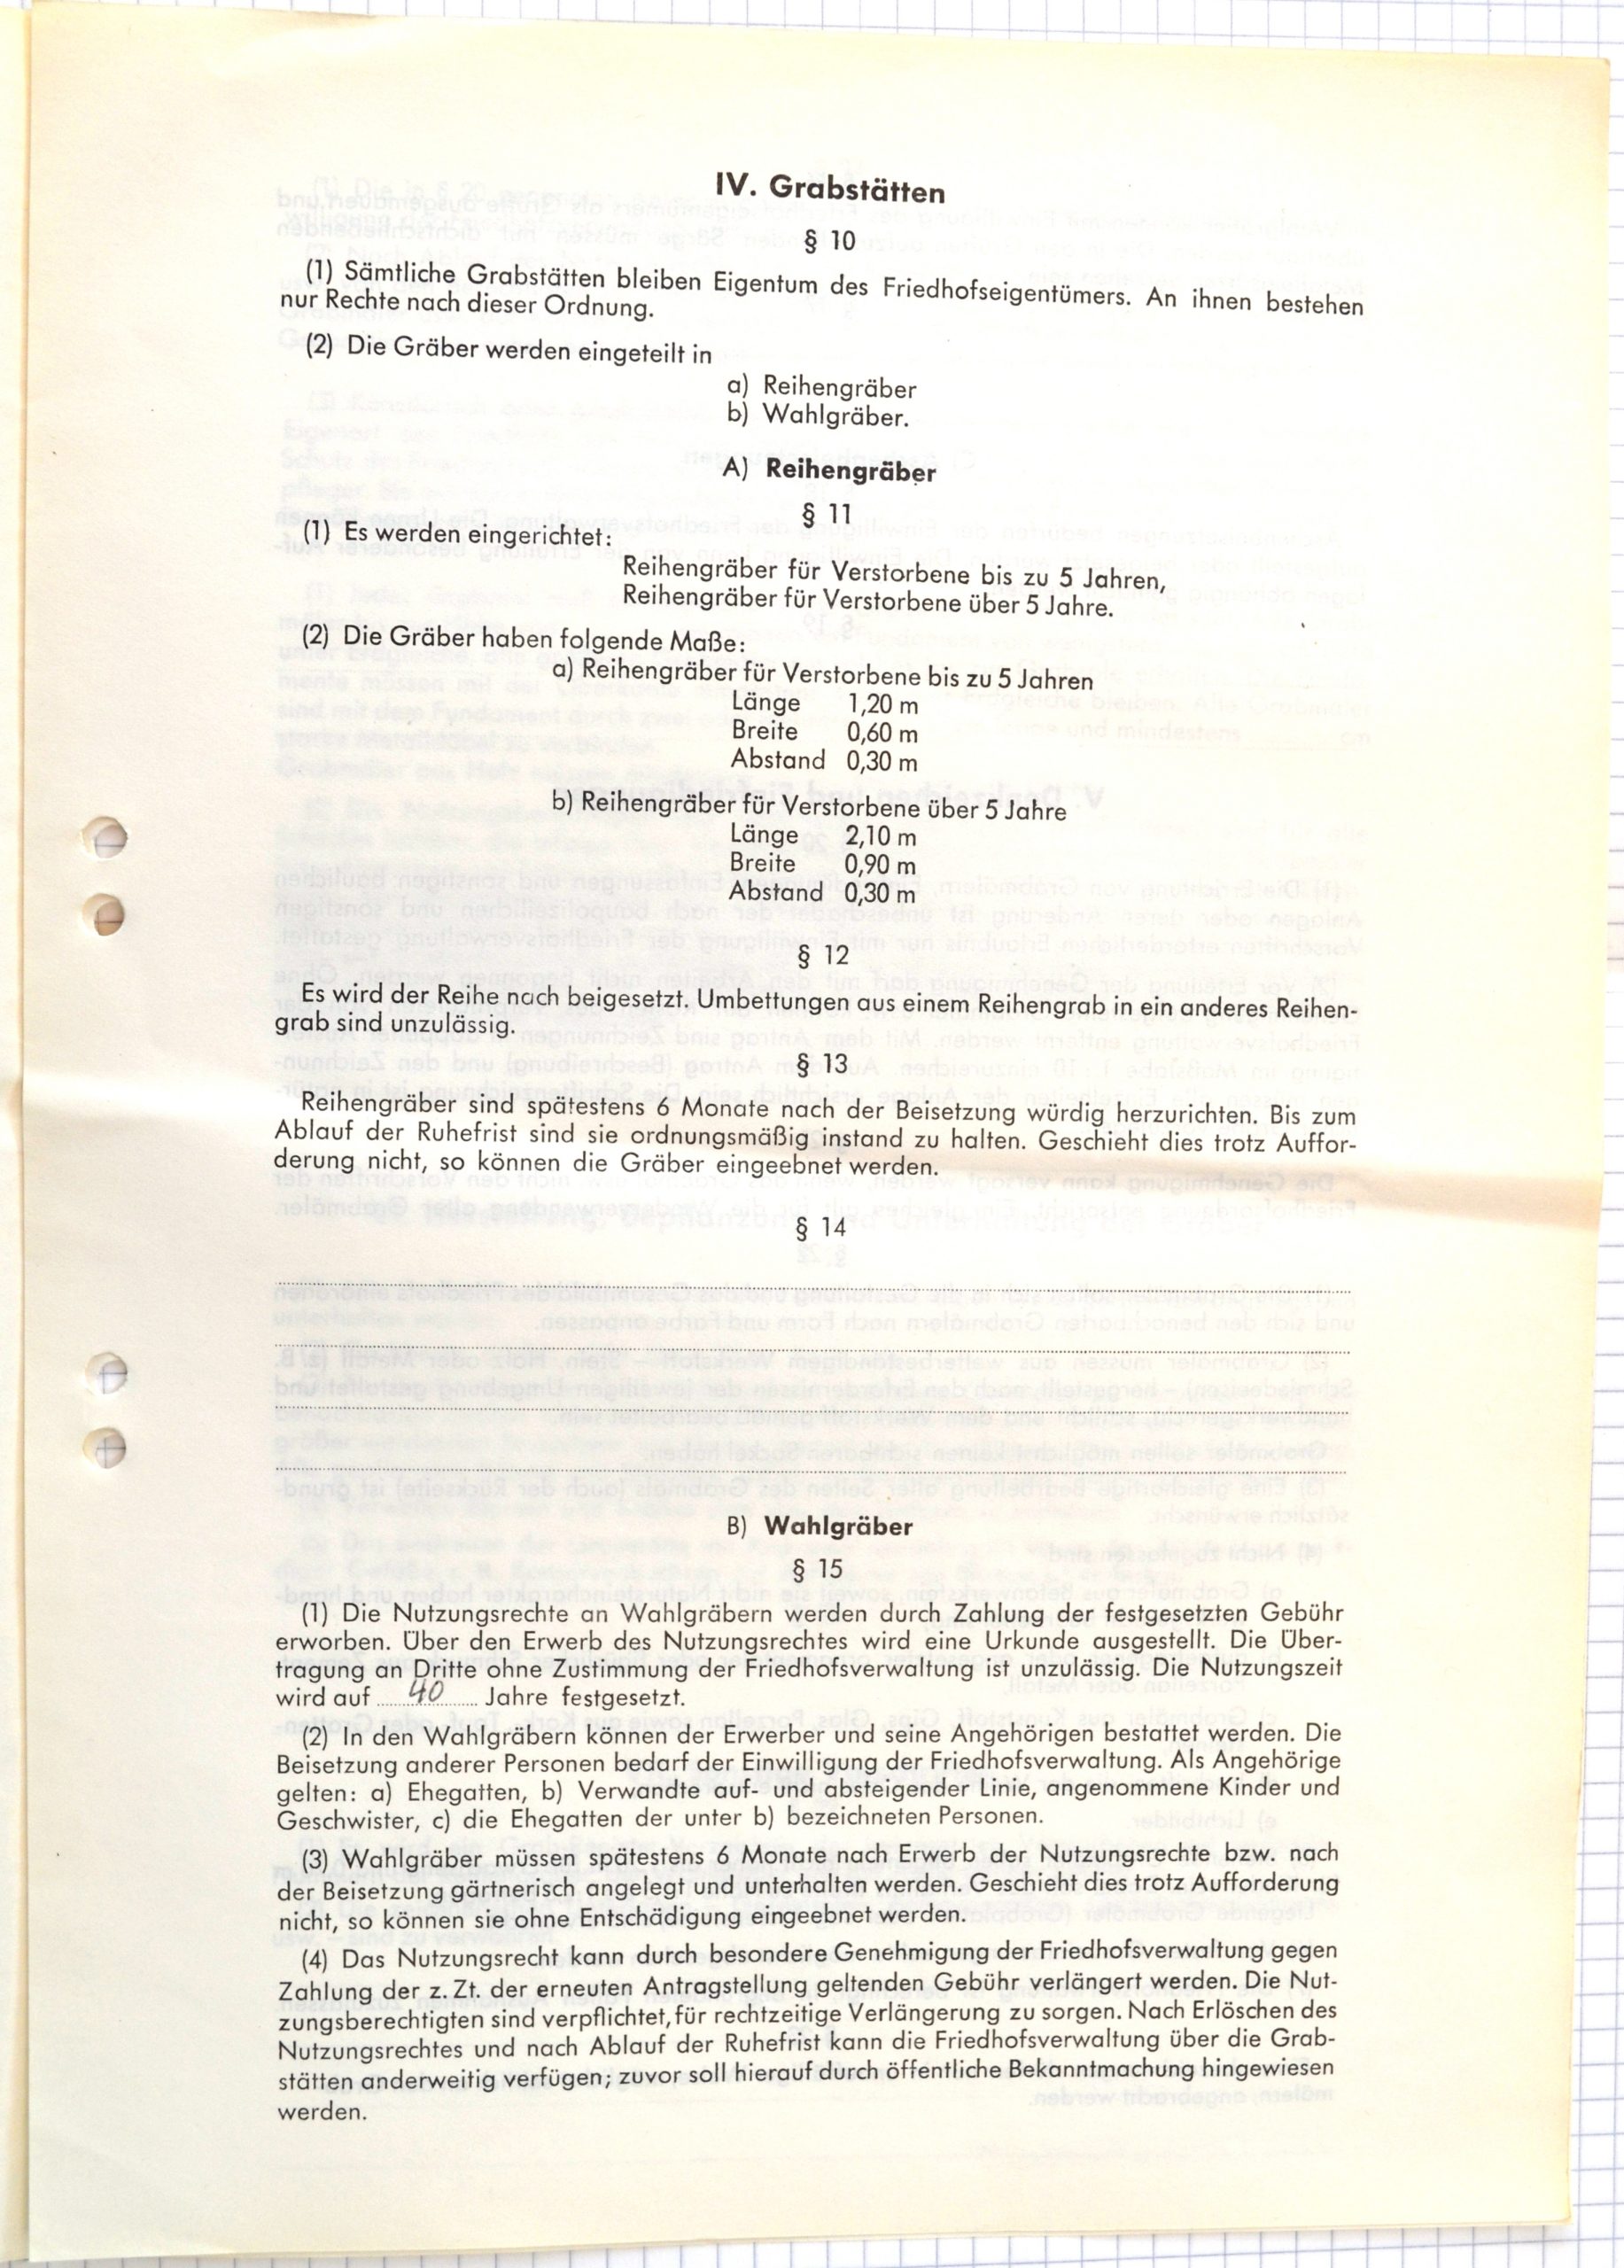 IV. Grabstätten
§ 10
(1) Sämtliche Grabstätten bleiben Eigentum des Friedhofseigentümers. An ihnen bestehen
nur Rechte nach dieser Ordnung.
(2) Die Gräber werden eingeteilt in
a) Reihengräber
b) Wahlgräber.
A) Reihengräber
§ 11
(1) Es werden eingerichtet:
Reihengräber für Verstorbene bis zu 5 Jahren,
Reihengräber für Verstorbene über 5 Jahre.
(2) Die Gräber haben folgende Maße:
a) Reihengräber für Verstorbene bis zu 5 Jahren
Länge 1,20 m
Breite 0,60 m
Abstand 0,30 m
b) Reihengräber für Verstorbene über 5 Jahre
Länge 2,10 m
Breite 0,90 m
Abstand 0,30 m
§ 12
Es wird der Reihe nach beigesetzt. Umbettungen aus einem Reihengrab in ein anderes Reihen-
grab sind unzulässig.
§ 13
Reihengräber sind spätestens 6 Monate nach der Beisetzung würdig herzurichten. Bis zum
Ablauf der Ruhefrist sind sie ordnungsmäßig instand zu halten. Geschieht dies trotz Auffor-
derung nicht, so können die Gräber eingeebnet werden.
§ 14
B) Wahlgräber
§ 15
(1) Die Nutzungsrechte an Wahlgräbern werden durch Zahlung der festgesetzten Gebühr
erworben. Über den Erwerb des Nutzungsrechtes wird eine Urkunde ausgestellt. Die Über-
tragung an Dritte ohne Zustimmung der Friedhofsverwaltung ist unzulässig. Die Nutzungszeit
wird auf 40 Jahre festgesetzt.
(2) In den Wahlgräbern können der Erwerber und seine Angehörigen bestattet werden. Die
Beisetzung anderer Personen bedarf der Einwilligung der Friedhofsverwaltung. Als Angehörige
gelten: a) Ehegatten, b) Verwandte auf- und absteigender Linie, angenommene Kinder und
Geschwister, c) die Ehegatten der unter b) bezeichneten Personen.
(3) Wahlgräber müssen spätestens 6 Monate nach Erwerb der Nutzungsrechte bzw. nach
der Beisetzung gärtnerisch angelegt und unterhalten werden. Geschieht dies trotz Aufforderung
nicht, so können sie ohne Entschädigung eingeebnet werden.
(4) Das Nutzungsrecht kann durch besondere Genehmigung der Friedhofsverwaltung gegen
Zahlung der z. Zt. der erneuten Antragstellung geltenden Gebühr verlängert werden. Die Nut-
zungsberechtigten sind verpflichtet, für rechtzeitige Verlängerung zu sorgen. Nach Erlöschen des
Nutzungsrechtes und nach Ablauf der Ruhefrist kann die Friedhofsverwaltung über die Grab-
stätten anderweitig verfügen; zuvor soll hierauf durch öffentliche Bekanntmachung hingewiesen
werden.